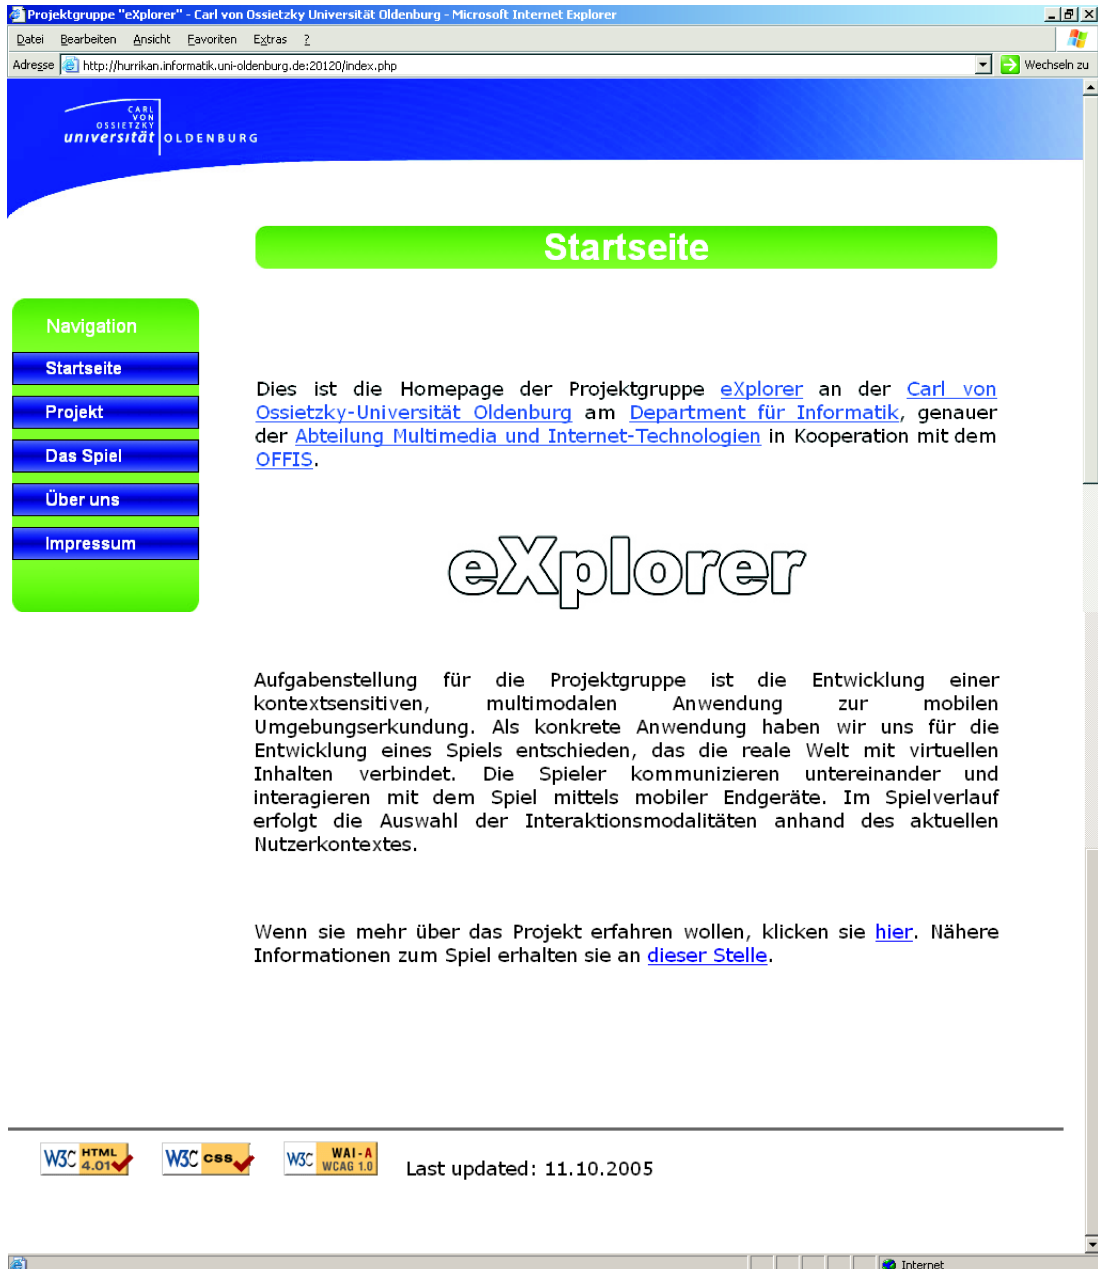 Projektgruppe "eXplorer" - Carl von Ossietzky Universität Oldenburg - Microsoft Internet Explorer
Datei Bearbeiten Ansicht Favoriten Extras ?
Adresse http://hurrikan.informatik.uni-oldenburg.de:20120/index.php Wechseln zu
CARL
VON
OSSIETZKY
universität OLDENBURG
Startseite
Navigation
Startseite
Projekt
Das Spiel
Über uns
Impressum
Dies ist die Homepage der Projektgruppe eXplorer an der Carl von
Ossietzky-Universität Oldenburg am Department für Informatik, genauer
der Abteilung Multimedia und Internet-Technologien in Kooperation mit dem
OFFIS.
eXplorer
Aufgabenstellung für die Projektgruppe ist die Entwicklung einer
kontextsensitiven, multimodalen Anwendung zur mobilen
Umgebungserkundung. Als konkrete Anwendung haben wir uns für die
Entwicklung eines Spiels entschieden, das die reale Welt mit virtuellen
Inhalten verbindet. Die Spieler kommunizieren untereinander und
interagieren mit dem Spiel mittels mobiler Endgeräte. Im Spielverlauf
erfolgt die Auswahl der Interaktionsmodalitäten anhand des aktuellen
Nutzerkontextes.
Wenn sie mehr über das Projekt erfahren wollen, klicken sie hier. Nähere
Informationen zum Spiel erhalten sie an dieser Stelle.
W3C HTML 4.01
W3C css
W3C WAI-A WCAG 1.0
Last updated: 11.10.2005
Internet